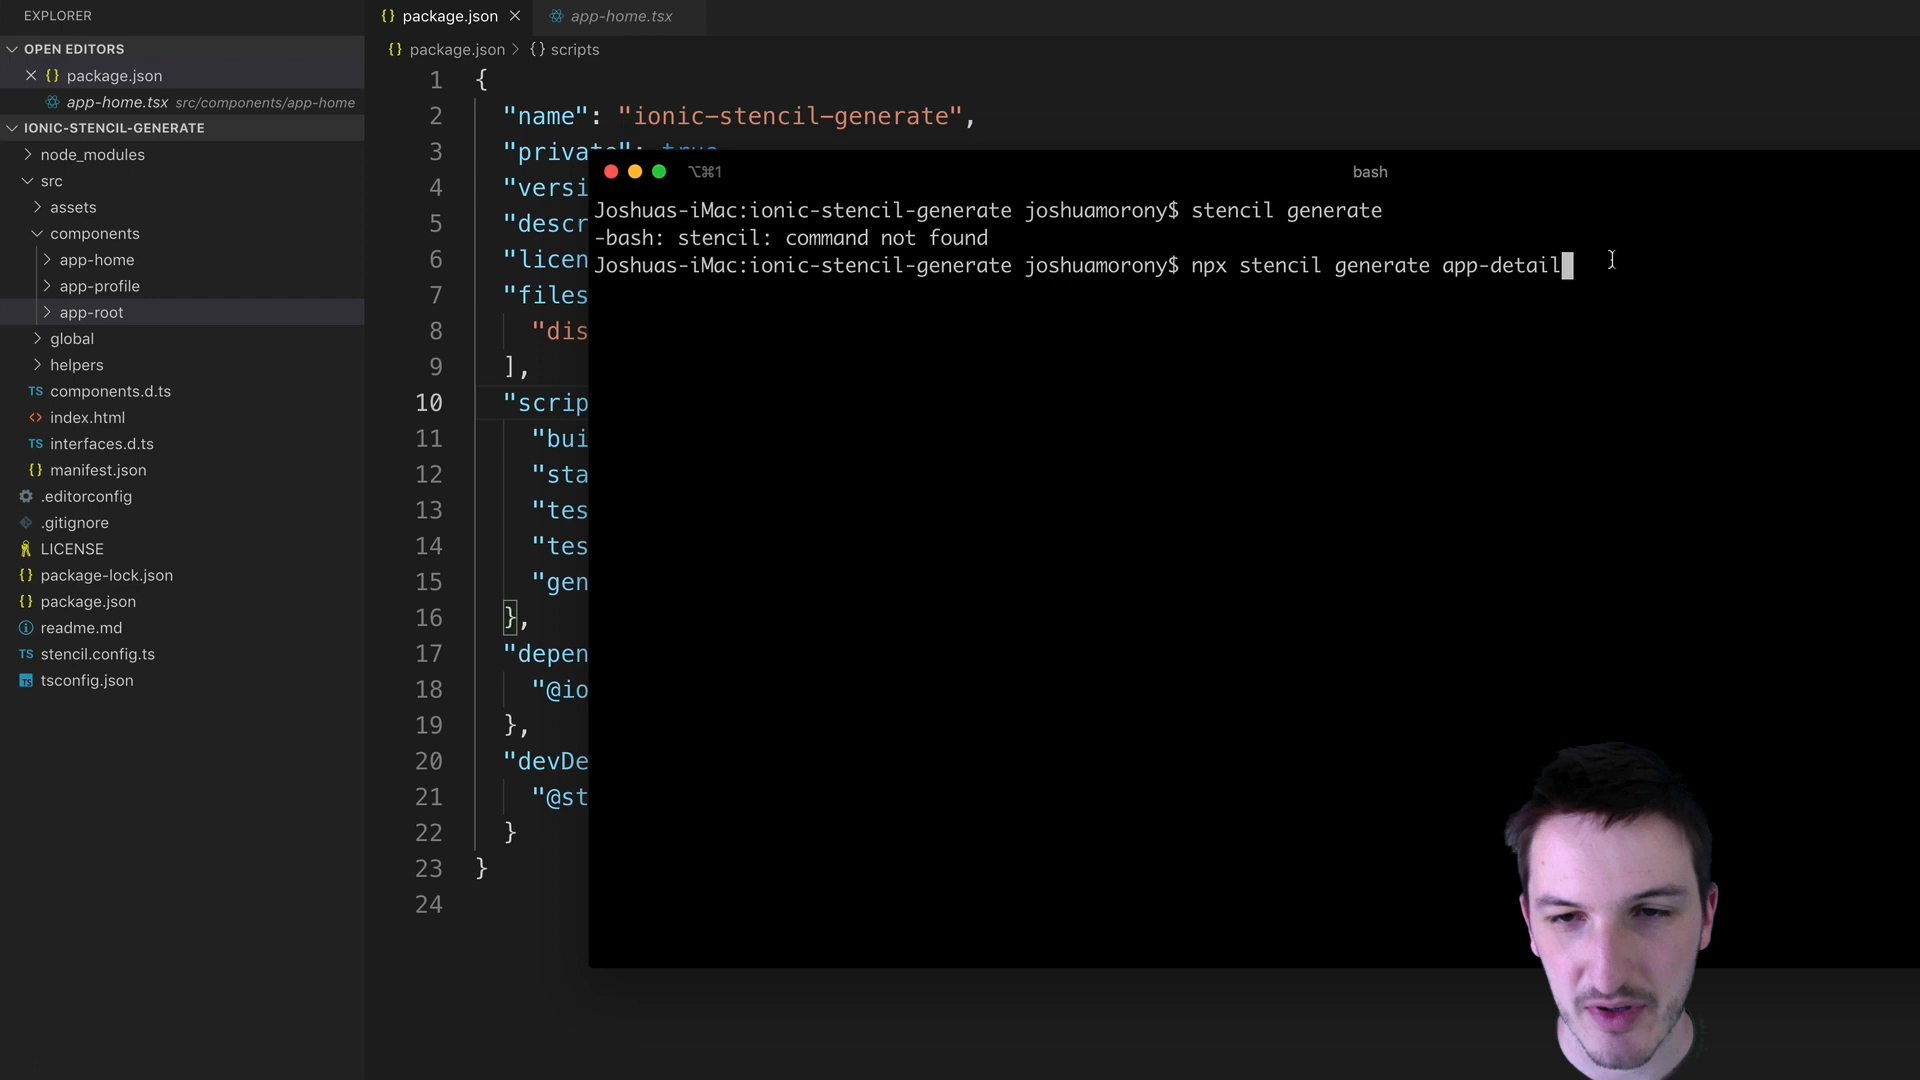 EXPLORER
OPEN EDITORS
package.json
app-home.tsx src/components/app-home
IONIC-STENCIL-GENERATE
node_modules
src
assets
components
app-home
app-profile
app-root
global
helpers
TS components.d.ts
<> index.html
TS interfaces.d.ts
{} manifest.json
.editorconfig
.gitignore
LICENSE
{} package-lock.json
{} package.json
readme.md
TS stencil.config.ts
TS tsconfig.json
{} package.json
app-home.tsx
{} package.json > {} scripts
1 {
2 "name": "ionic-stencil-generate",
3 "private": true
4 "versi
5 "descr
6 "licen
7 "files
8 "dis
9 ],
10 "scrip
11 "bui
12 "sta
13 "tes
14 "tes
15 "gen
16 },
17 "depen
18 "@io
19 },
20 "devDe
21 "@st
22 }
23 }
24
⌥⌘1
bash
Joshuas-iMac:ionic-stencil-generate joshuamorony$ stencil generate
-bash: stencil: command not found
Joshuas-iMac:ionic-stencil-generate joshuamorony$ npx stencil generate app-detail